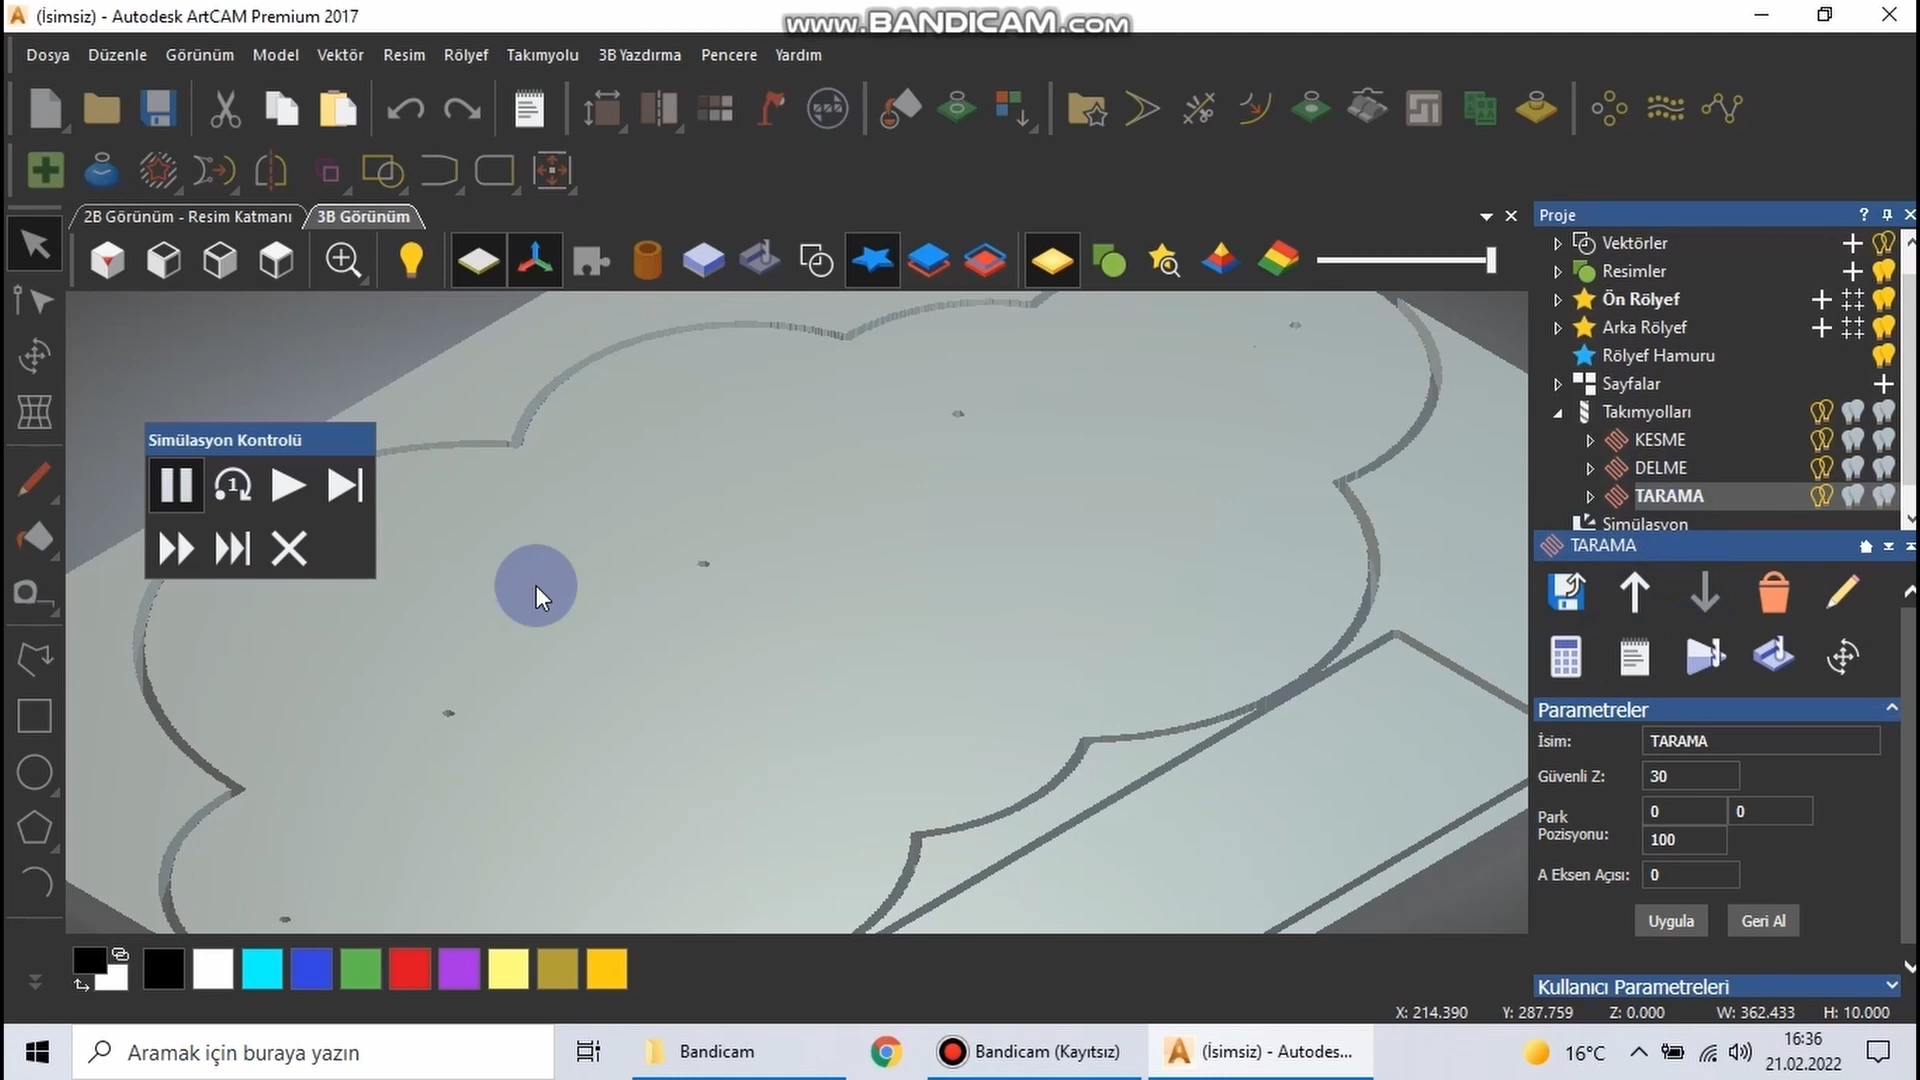 (İsimsiz) - Autodesk ArtCAM Premium 2017
www.BANDICAM.com
Dosya Düzenle Görünüm Model Vektör Resim Rölyef Takımyolu 3B Yazdırma Pencere Yardım
2B Görünüm - Resim Katmanı 3B Görünüm
Proje
Vektörler
Resimler
Ön Rölyef
Arka Rölyef
Rölyef Hamuru
Sayfalar
Takımyolları
KESME
DELME
TARAMA
Simülasyon
Simülasyon Kontrolü
1
TARAMA
Parametreler
İsim: TARAMA
Güvenli Z: 30
Park Pozisyonu: 0 0
100
A Eksen Açısı: 0
Uygula Geri Al
Kullanıcı Parametreleri
X: 214.390 Y: 287.759 Z: 0.000 W: 362.433 H: 10.000
Aramak için buraya yazın
Bandicam
Bandicam (Kayıtsız)
(İsimsiz) - Autodes...
16°C
16:36
21.02.2022